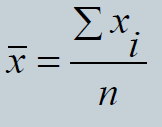 x̄ = ∑ xᵢ / n